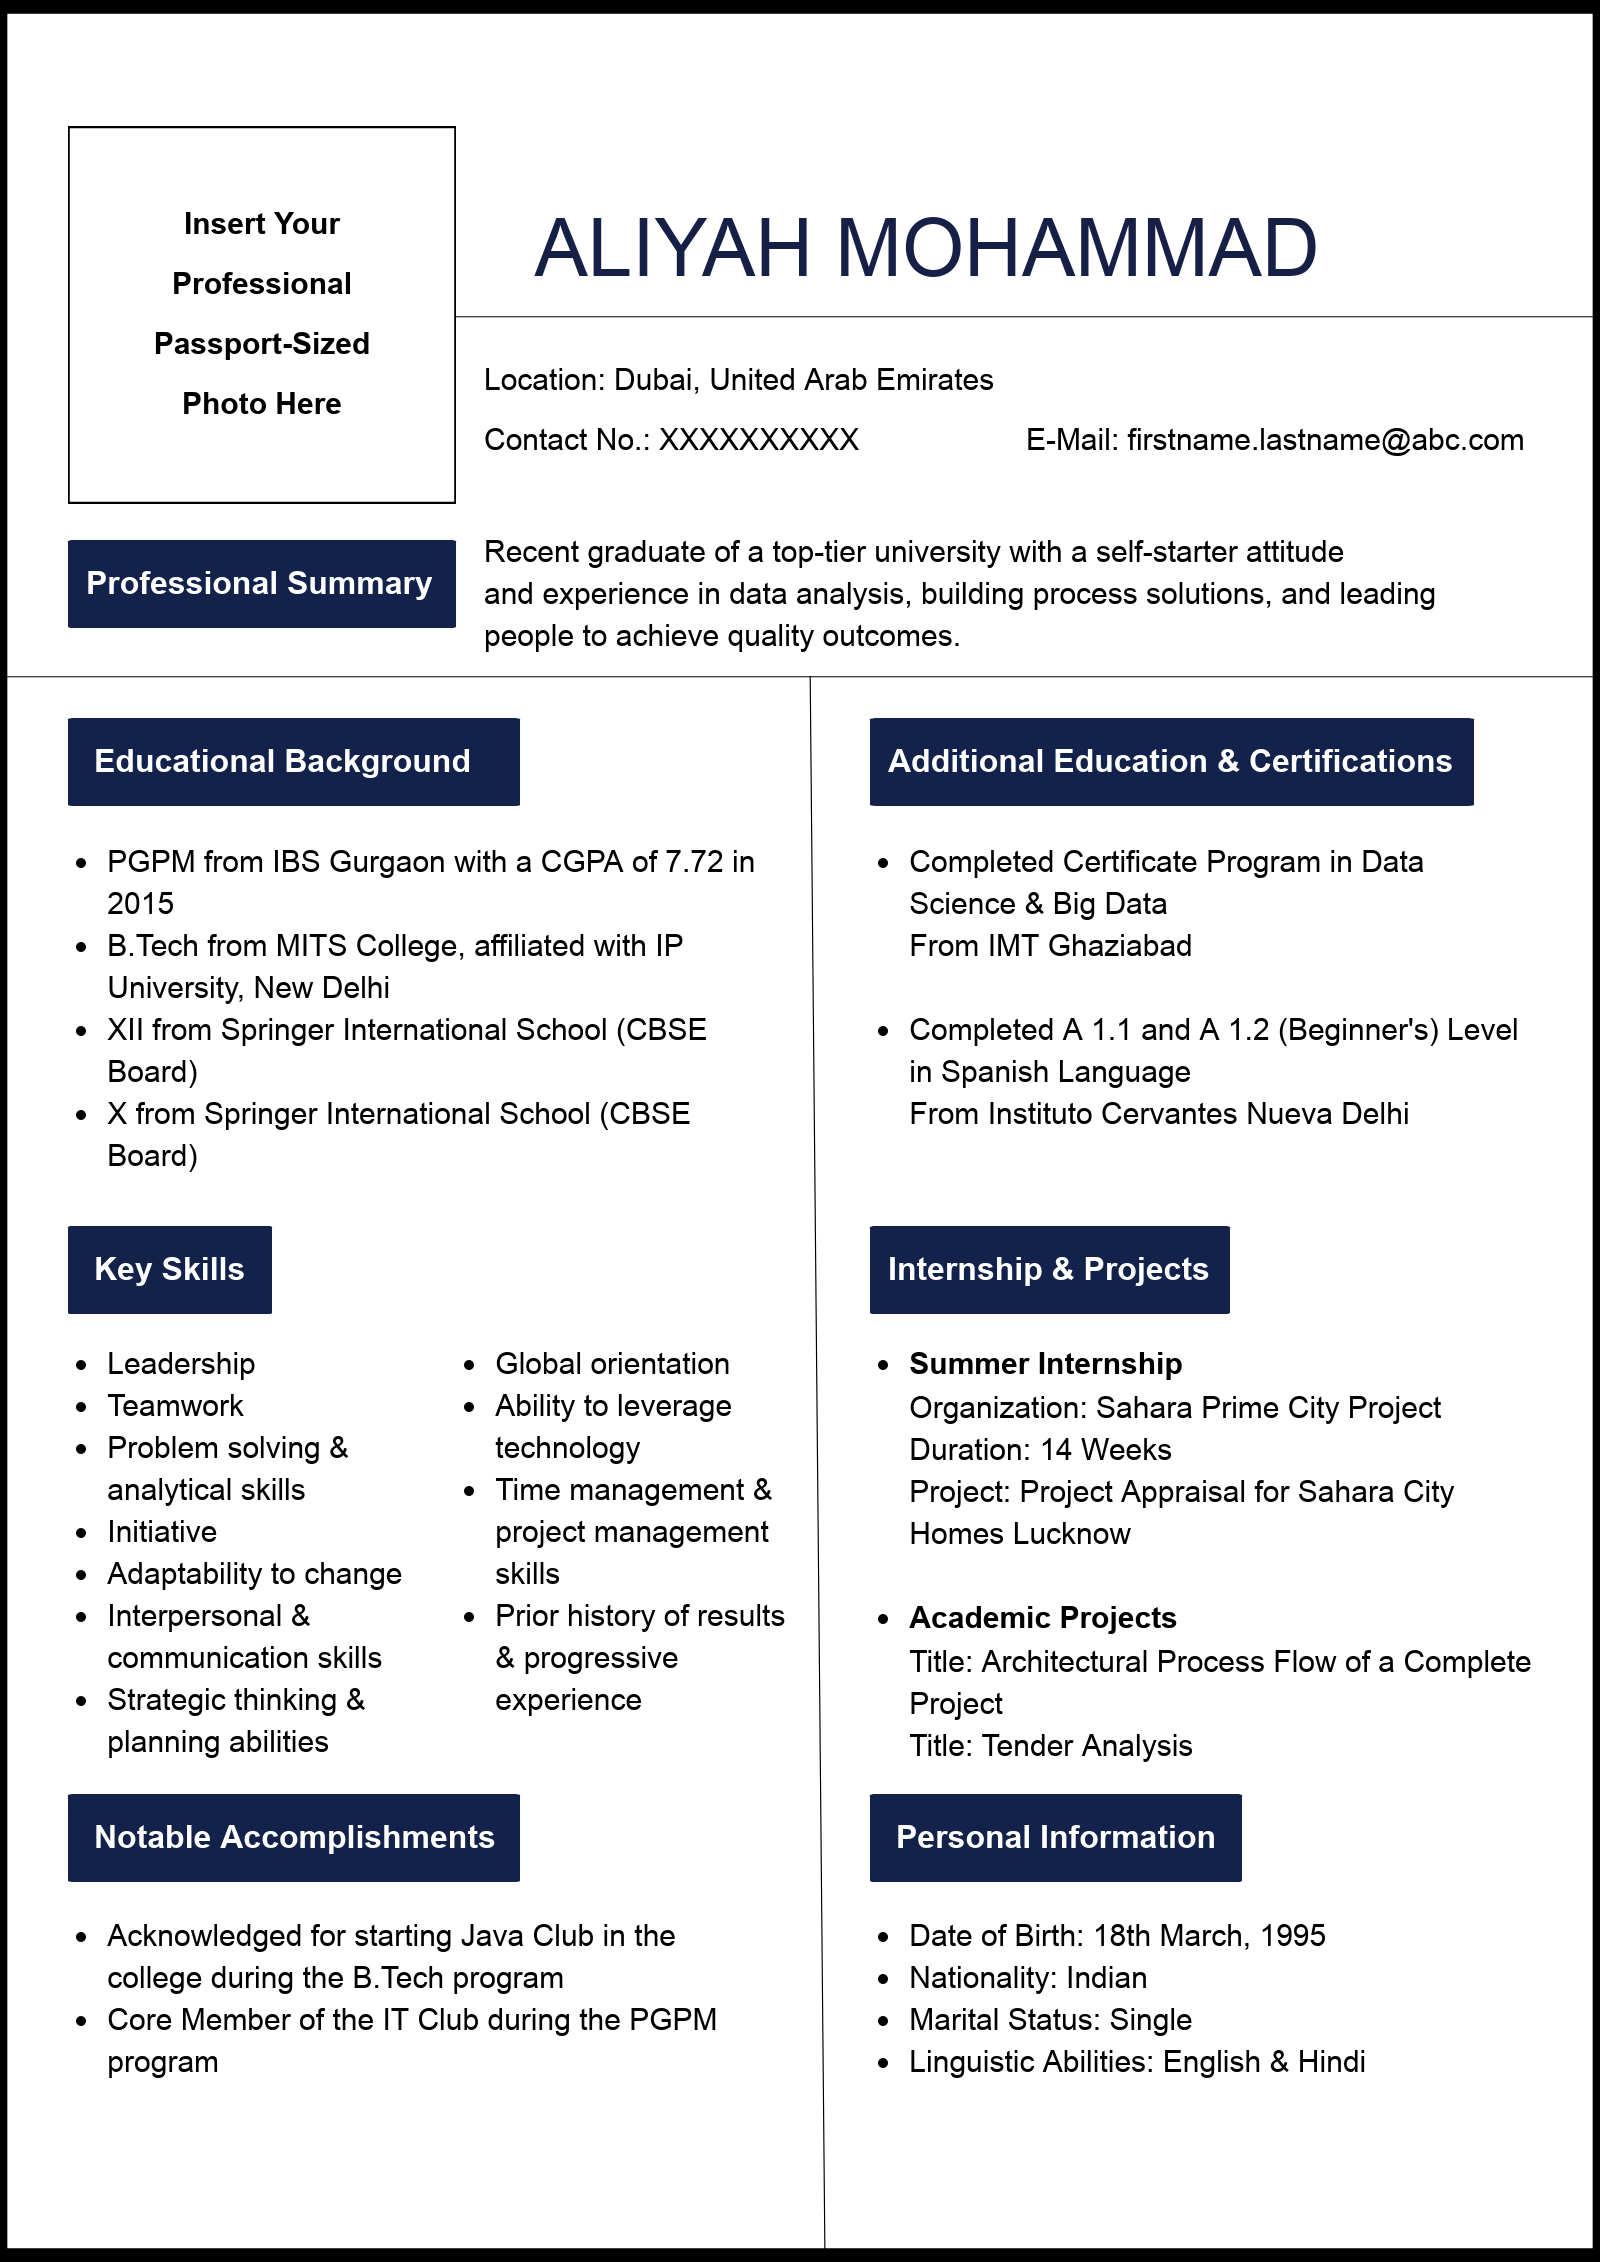 Insert Your
Professional
Passport-Sized
Photo Here
ALIYAH MOHAMMAD
Location: Dubai, United Arab Emirates
Contact No.: XXXXXXXXXX E-Mail: firstname.lastname@abc.com
Professional Summary
Recent graduate of a top-tier university with a self-starter attitude
and experience in data analysis, building process solutions, and leading
people to achieve quality outcomes.
Educational Background
• PGPM from IBS Gurgaon with a CGPA of 7.72 in
2015
• B.Tech from MITS College, affiliated with IP
University, New Delhi
• XII from Springer International School (CBSE
Board)
• X from Springer International School (CBSE
Board)
Key Skills
• Leadership
• Teamwork
• Problem solving &
analytical skills
• Initiative
• Adaptability to change
• Interpersonal &
communication skills
• Strategic thinking &
planning abilities
• Global orientation
• Ability to leverage
technology
• Time management &
project management
skills
• Prior history of results
& progressive
experience
Notable Accomplishments
• Acknowledged for starting Java Club in the
college during the B.Tech program
• Core Member of the IT Club during the PGPM
program
Additional Education & Certifications
• Completed Certificate Program in Data
Science & Big Data
From IMT Ghaziabad
• Completed A 1.1 and A 1.2 (Beginner's) Level
in Spanish Language
From Instituto Cervantes Nueva Delhi
Internship & Projects
• Summer Internship
Organization: Sahara Prime City Project
Duration: 14 Weeks
Project: Project Appraisal for Sahara City
Homes Lucknow
• Academic Projects
Title: Architectural Process Flow of a Complete
Project
Title: Tender Analysis
Personal Information
• Date of Birth: 18th March, 1995
• Nationality: Indian
• Marital Status: Single
• Linguistic Abilities: English & Hindi